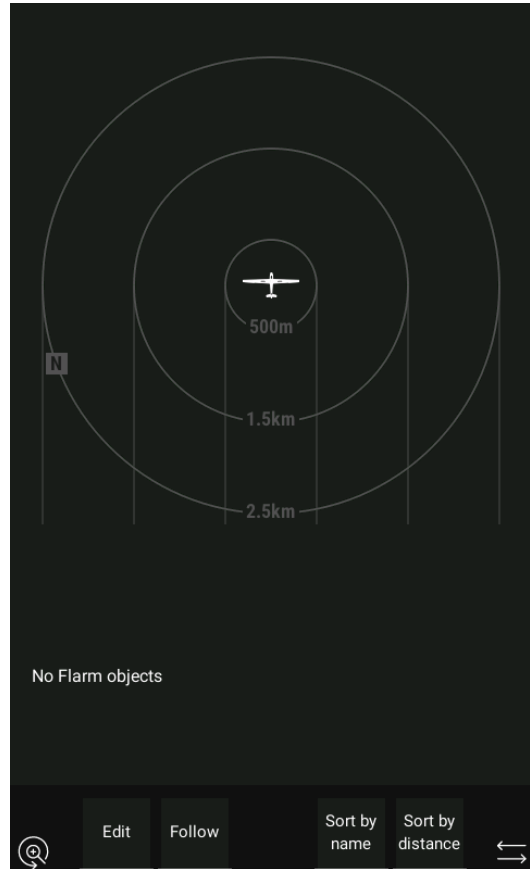 500m
N
1.5km
2.5km
No Flarm objects
Edit
Follow
Sort by
name
Sort by
distance